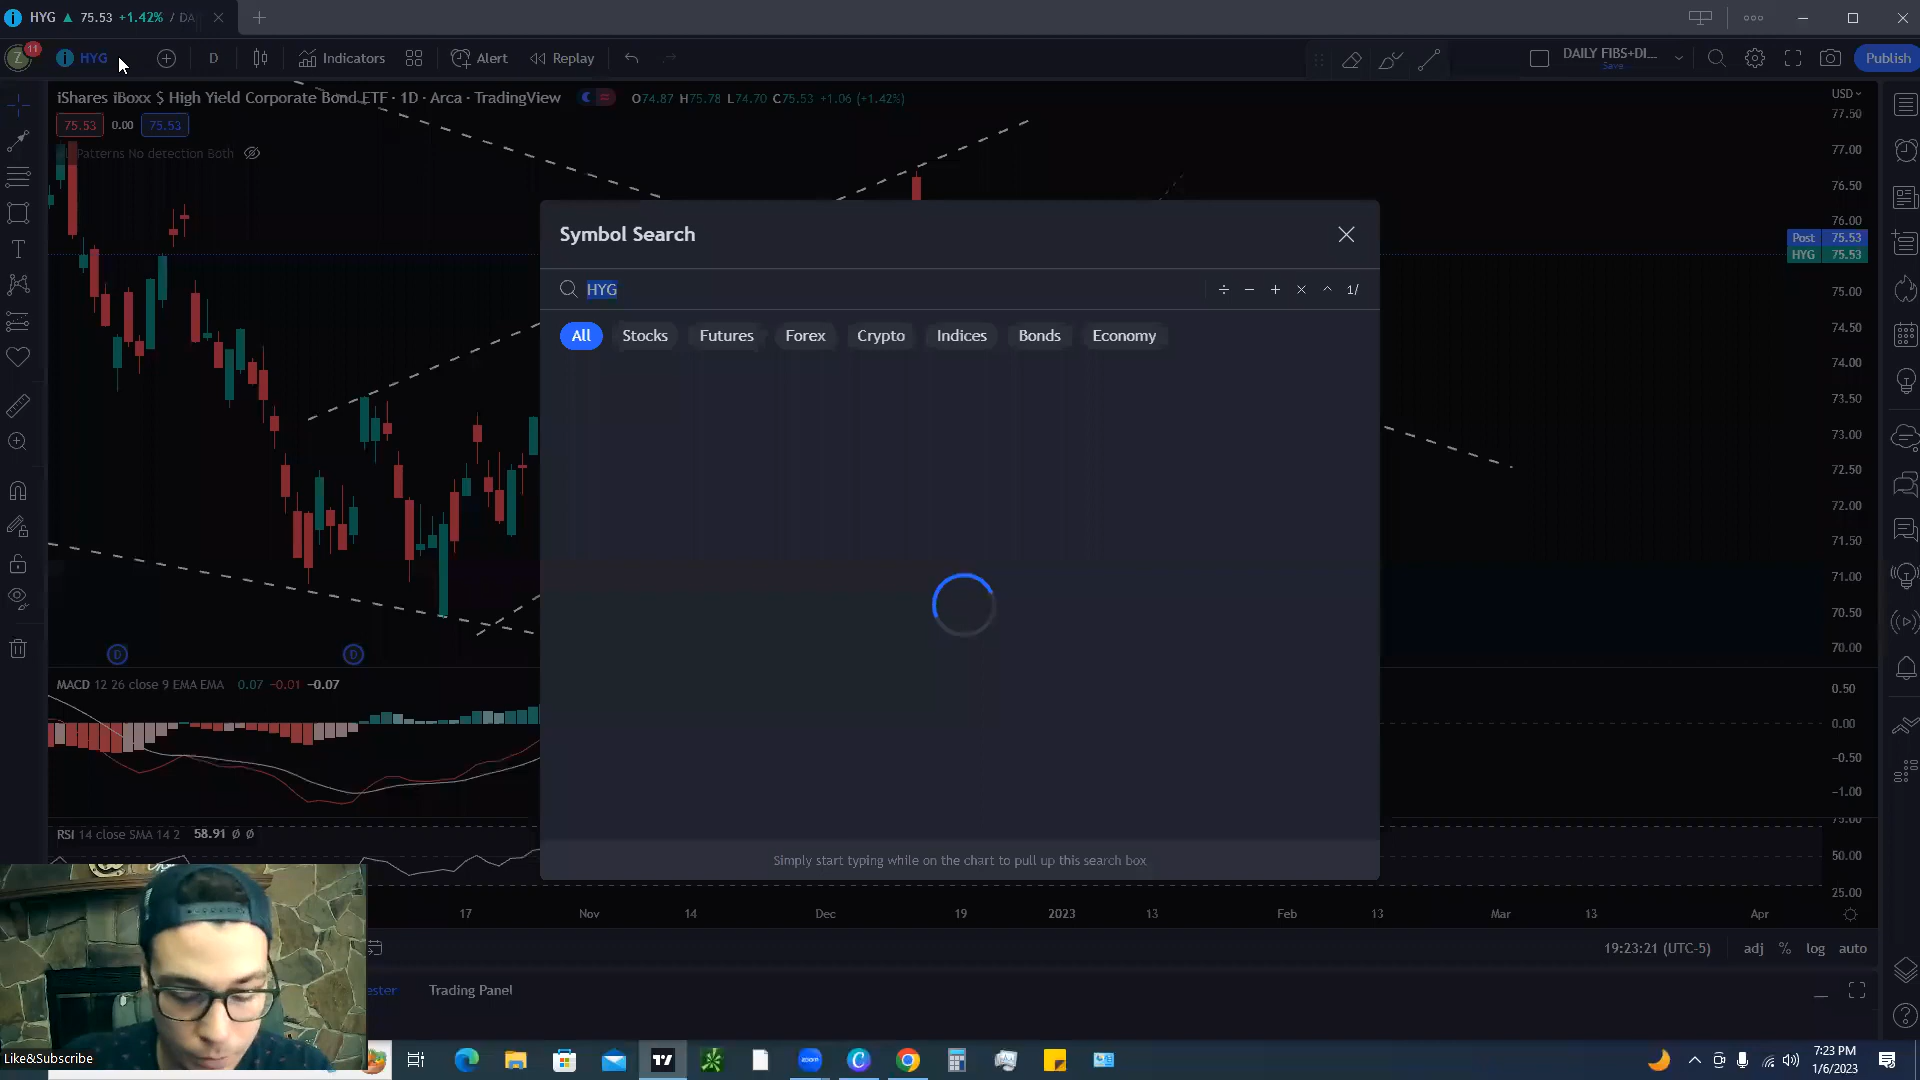 HYG ▲ 75.53 +1.42% / DA
Z 11 HYG D Indicators Alert Replay DAILY FIBS+DI... Save Publish
iShares iBoxx $ High Yield Corporate Bond ETF · 1D · Arca · TradingView O74.87 H75.78 L74.70 C75.53 +1.06 (+1.42%) USD
75.53 0.00 75.53
Patterns No detection Both
77.50
77.00
76.50
76.00
Post 75.53
HYG 75.53
75.00
74.50
74.00
73.50
73.00
72.50
72.00
71.50
71.00
70.50
70.00
Symbol Search
HYG ÷ − + × ^ 1/
All Stocks Futures Forex Crypto Indices Bonds Economy
Simply start typing while on the chart to pull up this search box
D D
MACD 12 26 close 9 EMA EMA 0.07 −0.01 −0.07
0.50
0.00
−0.50
−1.00
RSI 14 close SMA 14 2 58.91 ø ø
75.00
50.00
25.00
17 Nov 14 Dec 19 2023 13 Feb 13 Mar 13 Apr
19:23:21 (UTC-5) adj % log auto
ester Trading Panel
Like&Subscribe
zoom
7:23 PM
1/6/2023